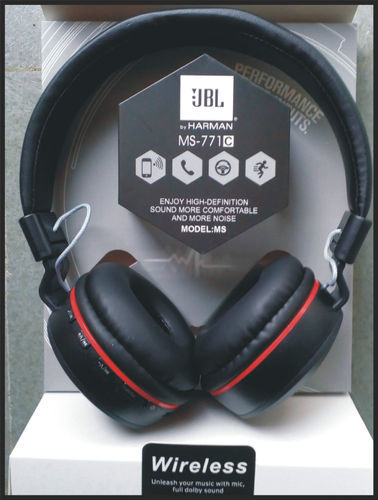 PERFORMANCE
JBL
by HARMAN
MS-771C
ENJOY HIGH-DEFINITION
SOUND MORE COMFORTABLE
AND MORE NOISE
MODEL:MS
Wireless
Unleash your music with mic,
full dolby sound